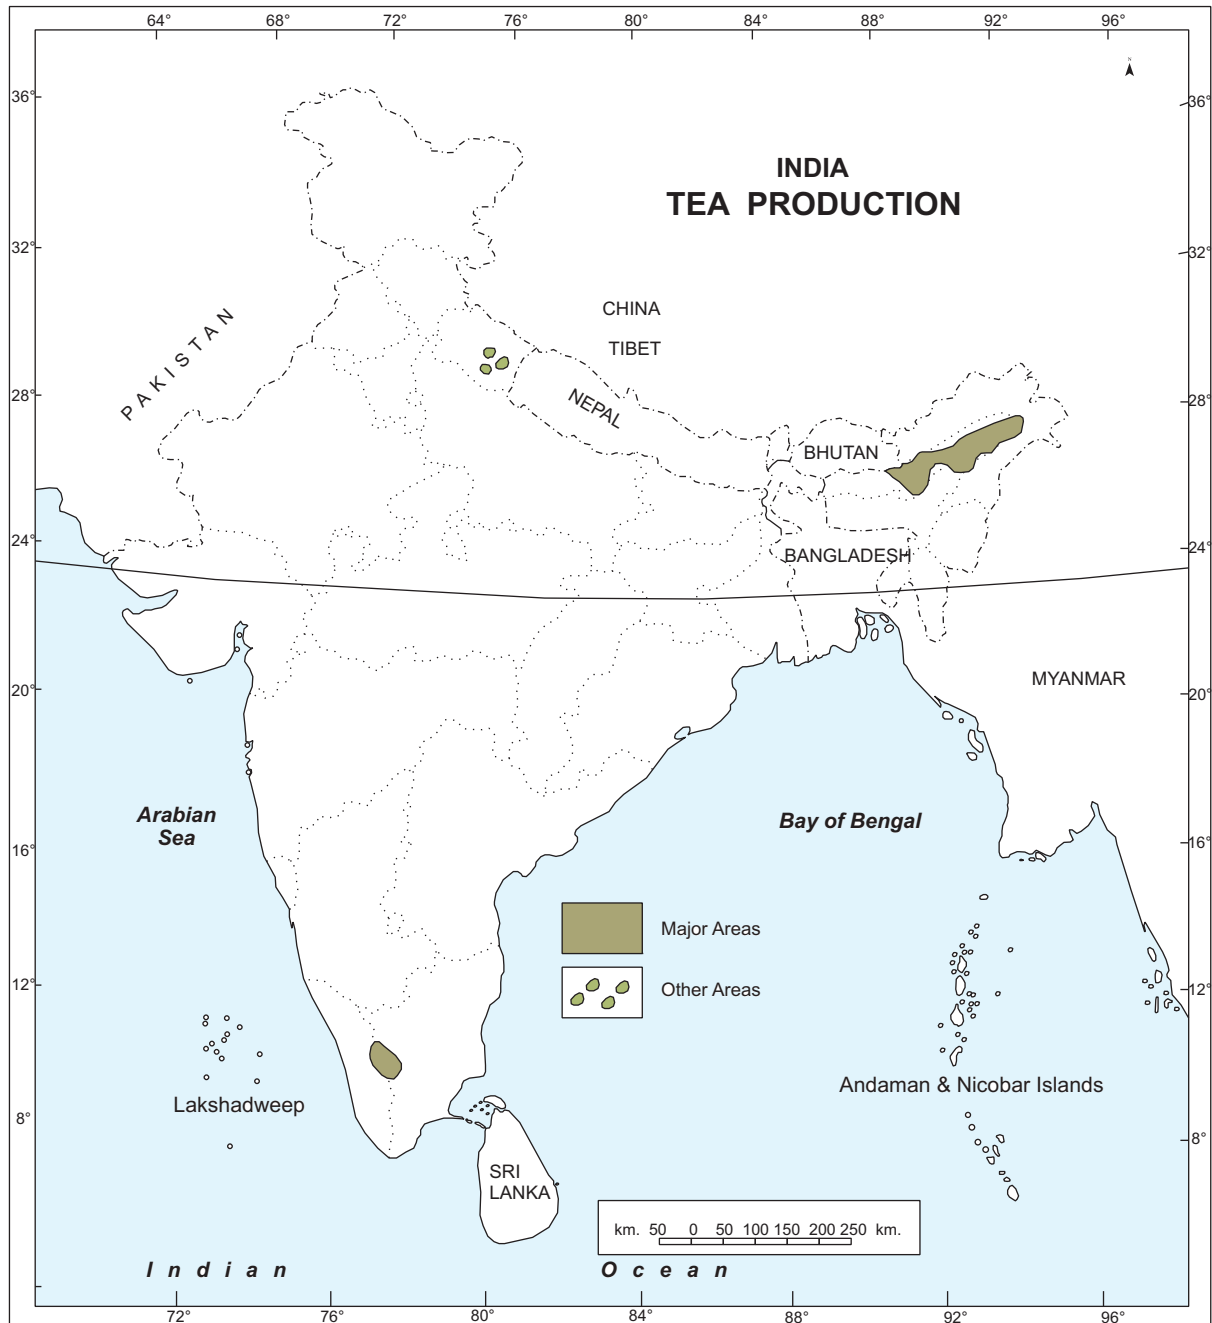 64° 68° 72° 76° 80° 84° 88° 92° 96°
N
36° 36°
INDIA
TEA PRODUCTION
32° 32°
CHINA
PAKISTAN
TIBET
28° 28°
NEPAL
BHUTAN
24° 24°
BANGLADESH
MYANMAR
20° 20°
Arabian
Sea
Bay of Bengal
16° 16°
Major Areas
Other Areas
12° 12°
Andaman & Nicobar Islands
Lakshadweep
8° 8°
SRI
LANKA
km. 50 0 50 100 150 200 250 km.
Indian Ocean
72° 76° 80° 84° 88° 92° 96°